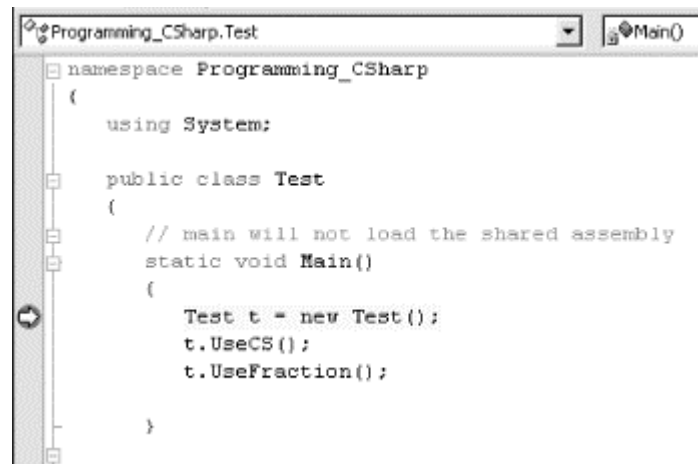 Programming_CSharp.Test Main()
namespace Programming_CSharp
{
using System;
public class Test
{
// main will not load the shared assembly
static void Main()
{
Test t = new Test();
t.UseCS();
t.UseFraction();
}